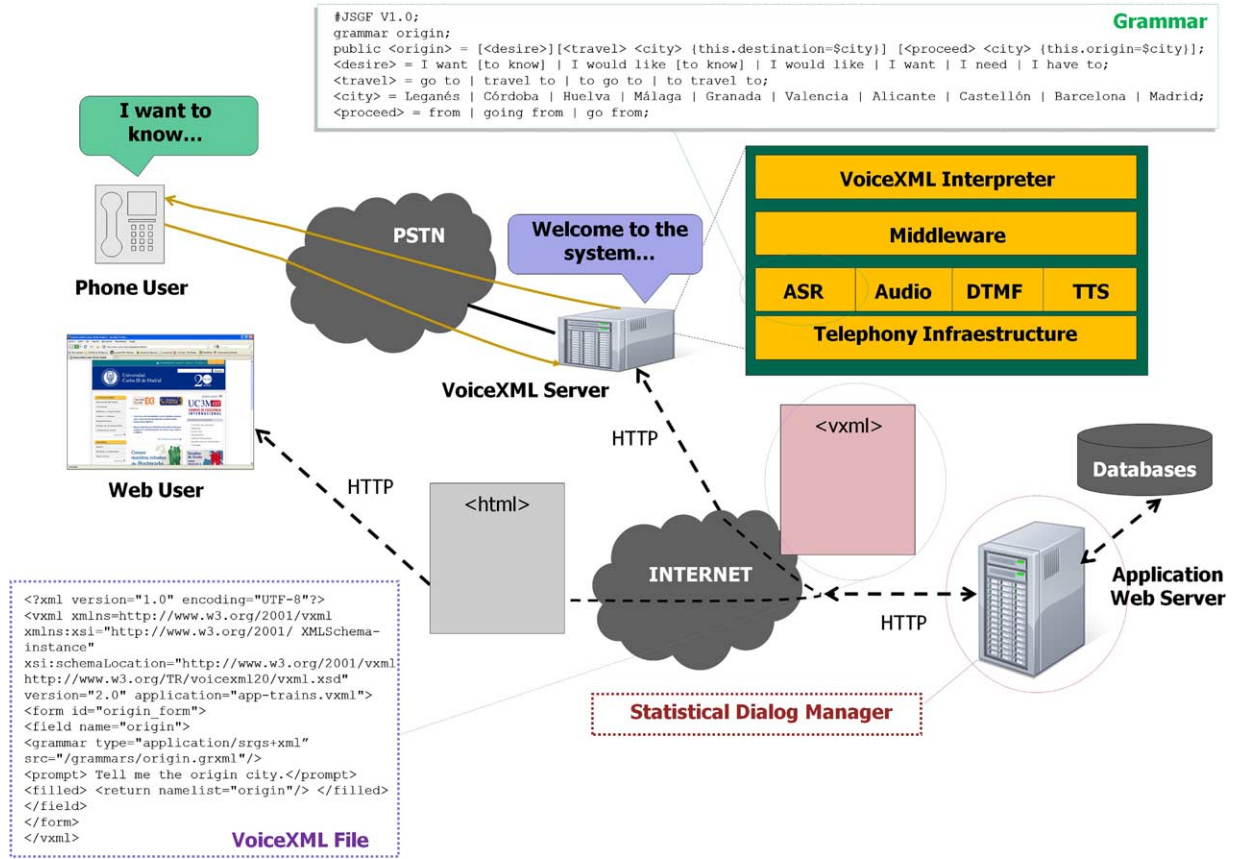 #JSGF V1.0;
Grammar
grammar origin;
public <origin> = [<desire>][<travel> <city> {this.destination=$city}] [<proceed> <city> {this.origin=$city}];
<desire> = I want [to know] | I would like [to know] | I would like | I want | I need | I have to;
<travel> = go to | travel to | to go to | to travel to;
<city> = Leganés | Córdoba | Huelva | Málaga | Granada | Valencia | Alicante | Castellón | Barcelona | Madrid;
<proceed> = from | going from | go from;
I want to
know...
Phone User
PSTN
Welcome to the
system...
VoiceXML Server
VoiceXML Interpreter
Middleware
ASR
Audio
DTMF
TTS
Telephony Infraestructure
Universidad
Carlos III de Madrid
UC3M
Web User
HTTP
<html>
HTTP
<vxml>
INTERNET
HTTP
Databases
Application
Web Server
Statistical Dialog Manager
<?xml version="1.0" encoding="UTF-8"?>
<vxml xmlns=http://www.w3.org/2001/vxml
xmlns:xsi="http://www.w3.org/2001/ XMLSchema-
instance"
xsi:schemaLocation="http://www.w3.org/2001/vxml
http://www.w3.org/TR/voicexml20/vxml.xsd"
version="2.0" application="app-trains.vxml">
<form id="origin_form">
<field name="origin">
<grammar type="application/srgs+xml”
src="/grammars/origin.grxml"/>
<prompt> Tell me the origin city.</prompt>
<filled> <return namelist="origin"/> </filled>
</field>
</form>
</vxml>
VoiceXML File